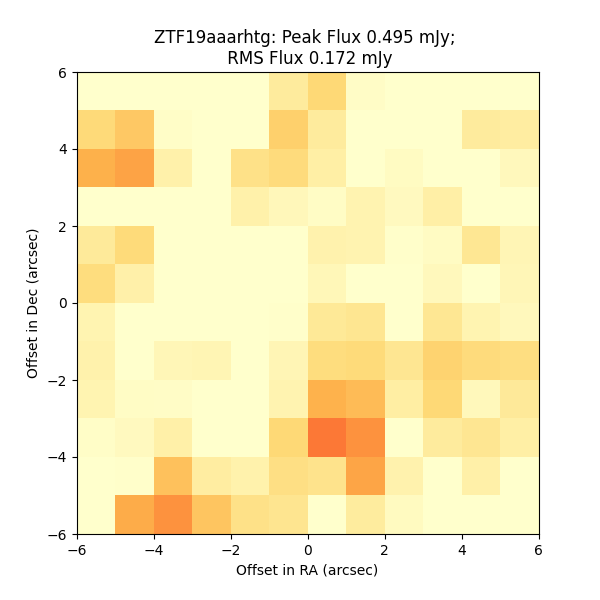 ZTF19aaarhtg: Peak Flux 0.495 mJy;
RMS Flux 0.172 mJy
6
4
2
0
−2
−4
−6
Offset in Dec (arcsec)
−6 −4 −2 0 2 4 6
Offset in RA (arcsec)